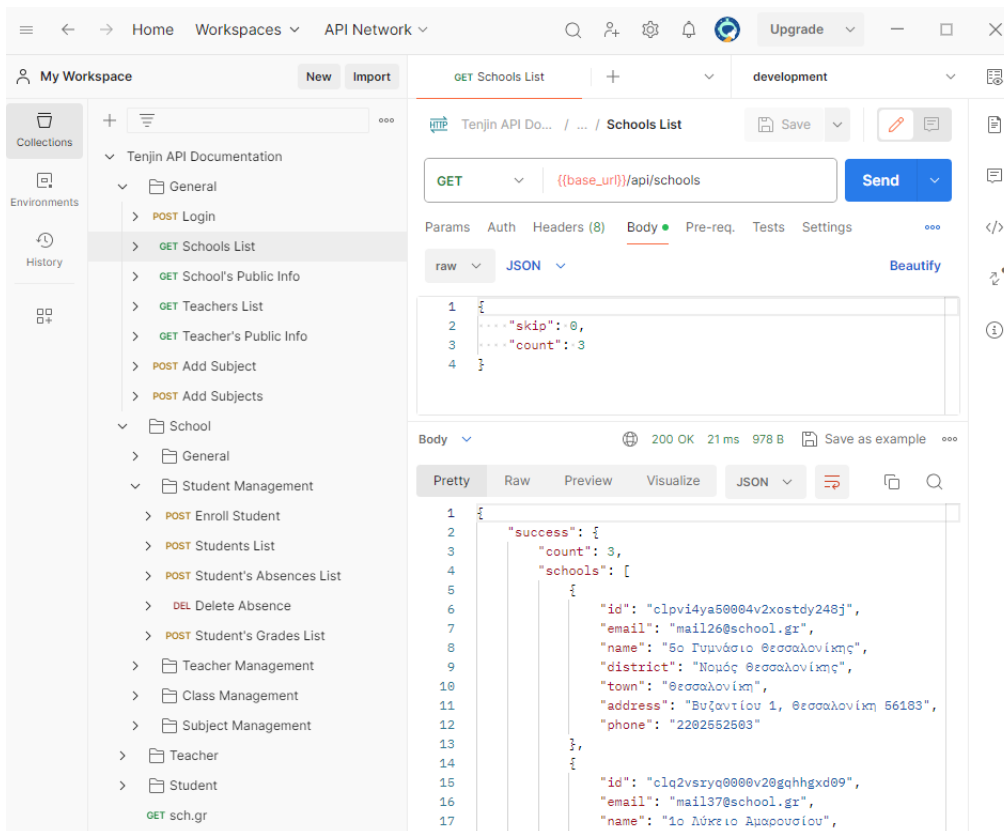 Home Workspaces API Network Upgrade
My Workspace New Import GET Schools List development
Collections
Environments
History
Tenjin API Documentation
General
POST Login
GET Schools List
GET School's Public Info
GET Teachers List
GET Teacher's Public Info
POST Add Subject
POST Add Subjects
School
General
Student Management
POST Enroll Student
POST Students List
POST Student's Absences List
DEL Delete Absence
POST Student's Grades List
Teacher Management
Class Management
Subject Management
Teacher
Student
GET sch.gr
HTTP Tenjin API Do... / ... / Schools List Save
GET {{base_url}}/api/schools Send
Params Auth Headers (8) Body Pre-req. Tests Settings
raw JSON Beautify
1 {
2 "skip": 0,
3 "count": 3
4 }
Body 200 OK 21 ms 978 B Save as example
Pretty Raw Preview Visualize JSON
1 {
2 "success": {
3 "count": 3,
4 "schools": [
5 {
6 "id": "clpvi4ya50004v2xostdy248j",
7 "email": "mail26@school.gr",
8 "name": "5ο Γυμνάσιο Θεσσαλονίκης",
9 "district": "Νομός Θεσσαλονίκης",
10 "town": "Θεσσαλονίκη",
11 "address": "Βυζαντίου 1, Θεσσαλονίκη 56183",
12 "phone": "2202552503"
13 },
14 {
15 "id": "clq2vsryq0000v20gqhhgxd09",
16 "email": "mail37@school.gr",
17 "name": "1ο Λύκειο Αμαρουσίου",